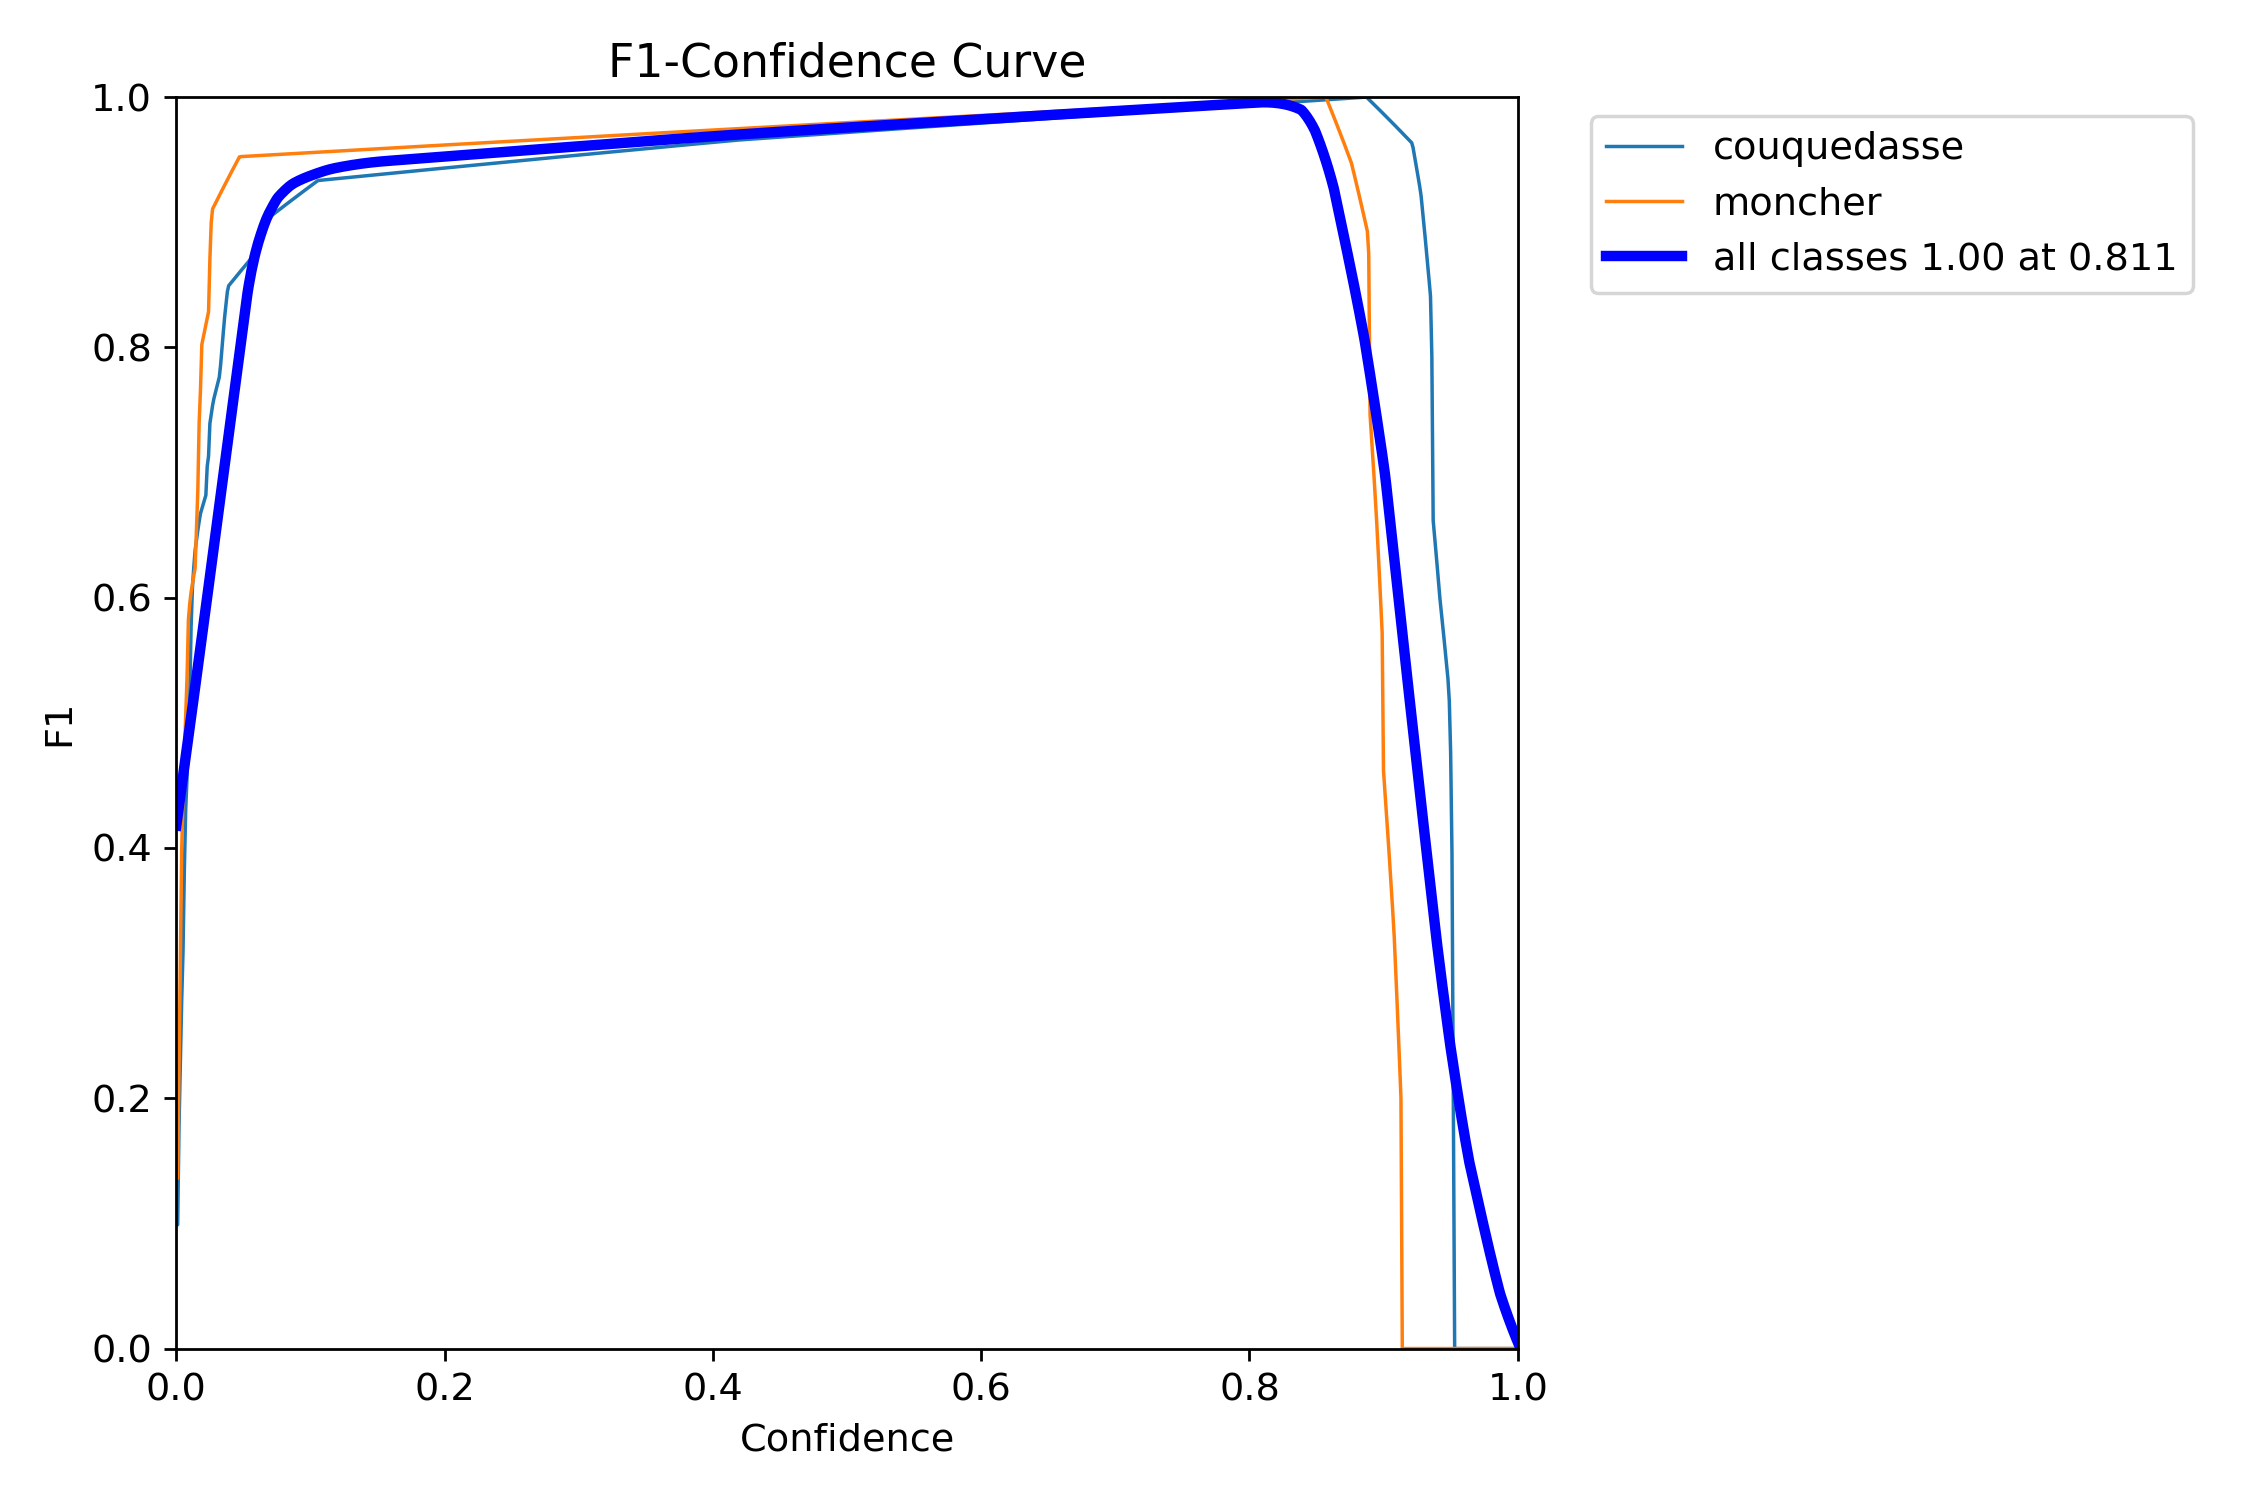 F1-Confidence Curve
1.0
0.8
0.6
0.4
0.2
0.0
F1
0.0 0.2 0.4 0.6 0.8 1.0
Confidence
couquedasse
moncher
all classes 1.00 at 0.811